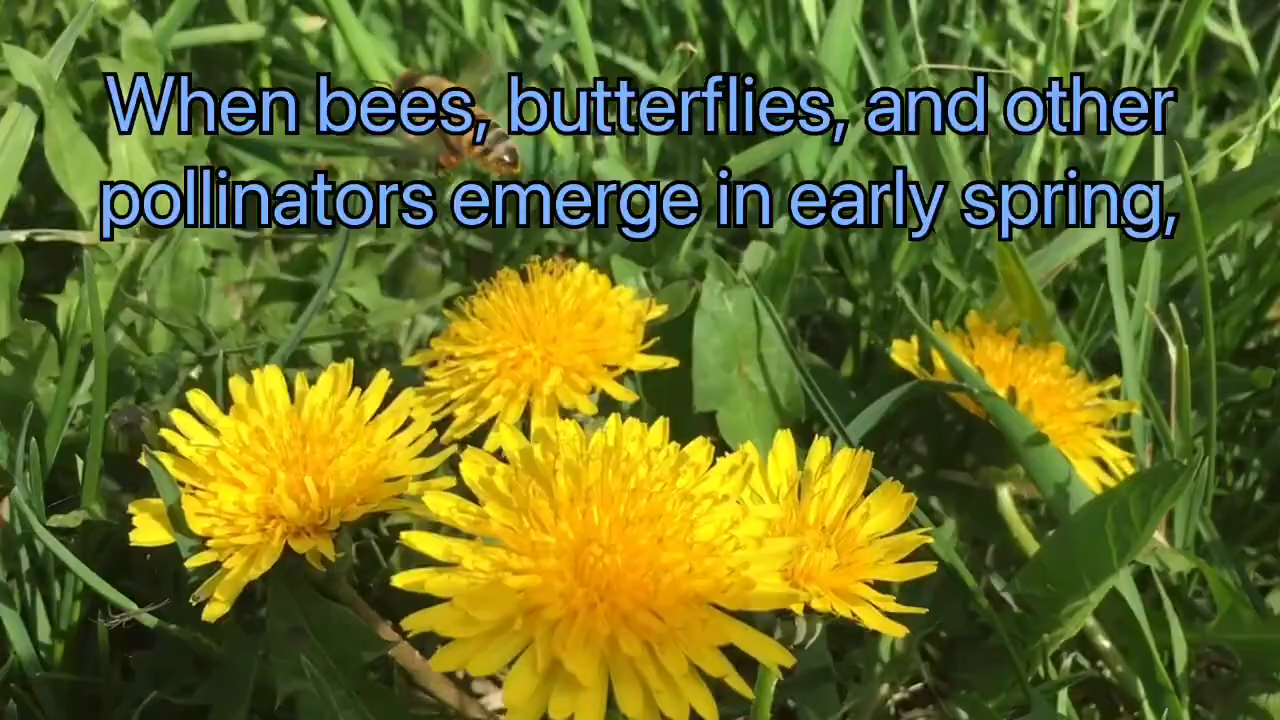 When bees, butterflies, and other
pollinators emerge in early spring,